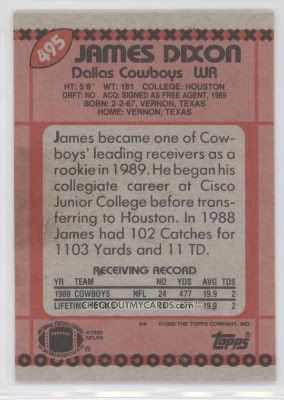 495
JAMES DIXON
Dallas Cowboys WR
HT: 5'8" WT: 181 COLLEGE: HOUSTON
DRFT: NO ACQ: SIGNED AS FREE AGENT, 1989
BORN: 2-2-67, VERNON, TEXAS
HOME: VERNON, TEXAS
James became one of Cow-
boys' leading receivers as a
rookie in 1989. He began his
collegiate career at Cisco
Junior College before trans-
ferring to Houston. In 1988
James had 102 Catches for
1103 Yards and 11 TD.
RECEIVING RECORD
YR TEAM NO YDS AVG TDS
1989 COWBOYS NFL 24 477 19.9 2
LIFETIME 19.9 2
CHECKOUTMYCARDS.com
©1990
NFLPA
©1990 THE TOPPS COMPANY, INC.
Topps